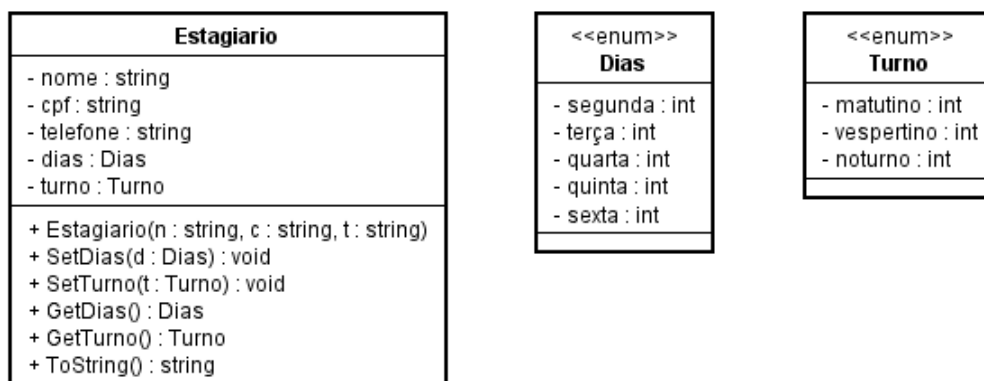 Estagiario
- nome : string
- cpf : string
- telefone : string
- dias : Dias
- turno : Turno
+ Estagiario(n : string, c : string, t : string)
+ SetDias(d : Dias) : void
+ SetTurno(t : Turno) : void
+ GetDias() : Dias
+ GetTurno() : Turno
+ ToString() : string
<<enum>>
Dias
- segunda : int
- terça : int
- quarta : int
- quinta : int
- sexta : int
<<enum>>
Turno
- matutino : int
- vespertino : int
- noturno : int